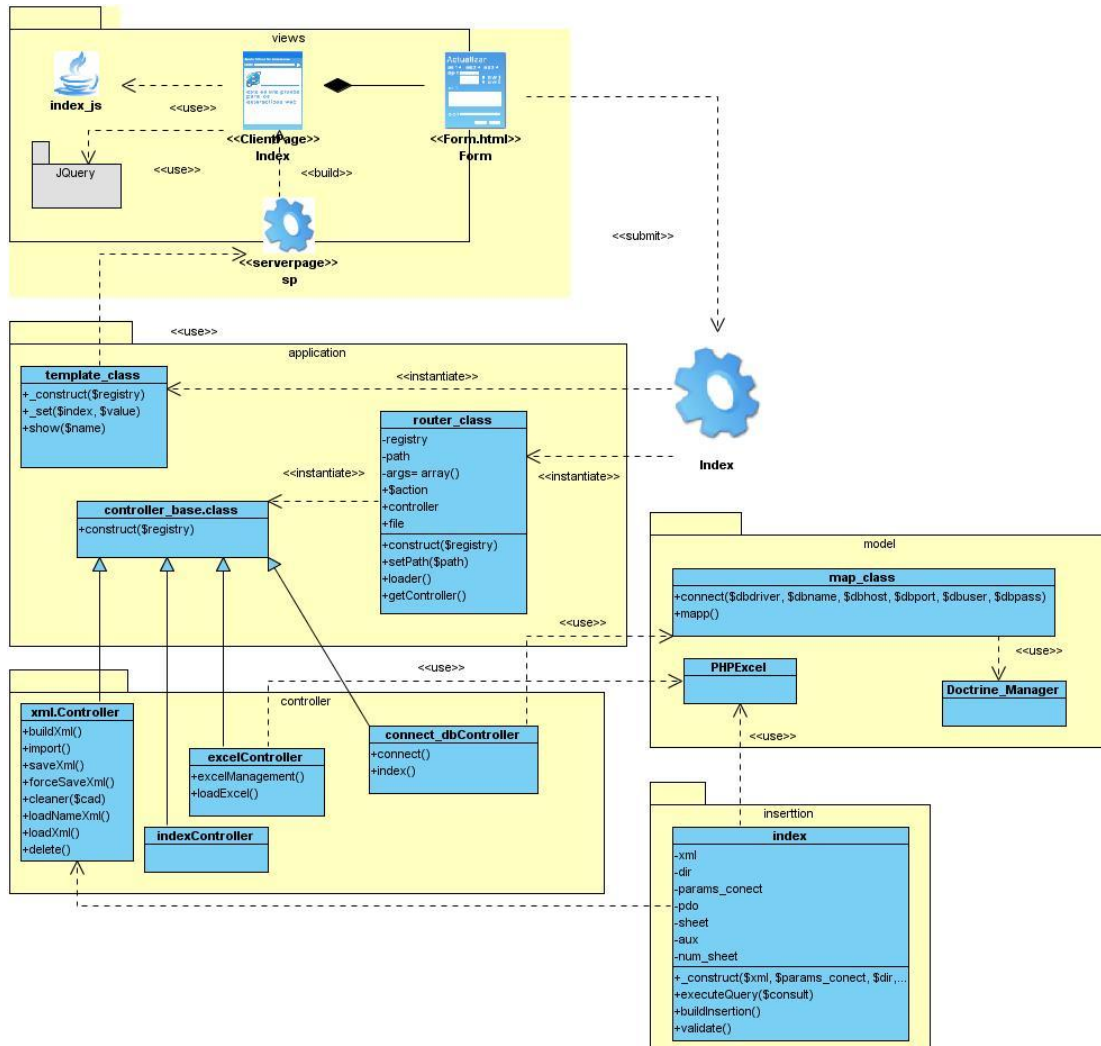 views
index_js
<<use>>
<<ClientPage>>
Index
Actualizar
<<Form.html>>
Form
JQuery
<<use>>
<<build>>
<<submit>>
<<serverpage>>
sp
<<use>>
application
template_class
+_construct($registry)
+_set($index, $value)
+show($name)
<<instantiate>>
router_class
-registry
-path
-args= array()
+$action
+controller
+file
+construct($registry)
+setPath($path)
+loader()
+getController()
<<instantiate>>
<<instantiate>>
Index
controller_base.class
+construct($registry)
model
map_class
+connect($dbdriver, $dbname, $dbhost, $dbport, $dbuser, $dbpass)
+mapp()
<<use>>
<<use>>
<<use>>
PHPExcel
Doctrine_Manager
controller
xml.Controller
+buildXml()
+import()
+saveXml()
+forceSaveXml()
+cleaner($cad)
+loadNameXml()
+loadXml()
+delete()
excelController
+excelManagement()
+loadExcel()
indexController
connect_dbController
+connect()
+index()
<<use>>
inserttion
index
-xml
-dir
-params_conect
-pdo
-sheet
-aux
-num_sheet
+_construct($xml, $params_conect, $dir,...
+executeQuery($consult)
+buildInsertion()
+validate()